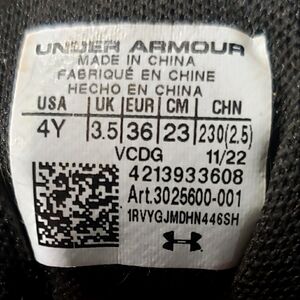 UNDER ARMOUR
MADE IN CHINA
FABRIQUÉ EN CHINE
HECHO EN CHINA
USA UK EUR CM CHN
4Y 3.5 36 23 230(2.5)
VCDG 11/22
4213933608
Art.3025600-001
1RVYGJMDHN446SH